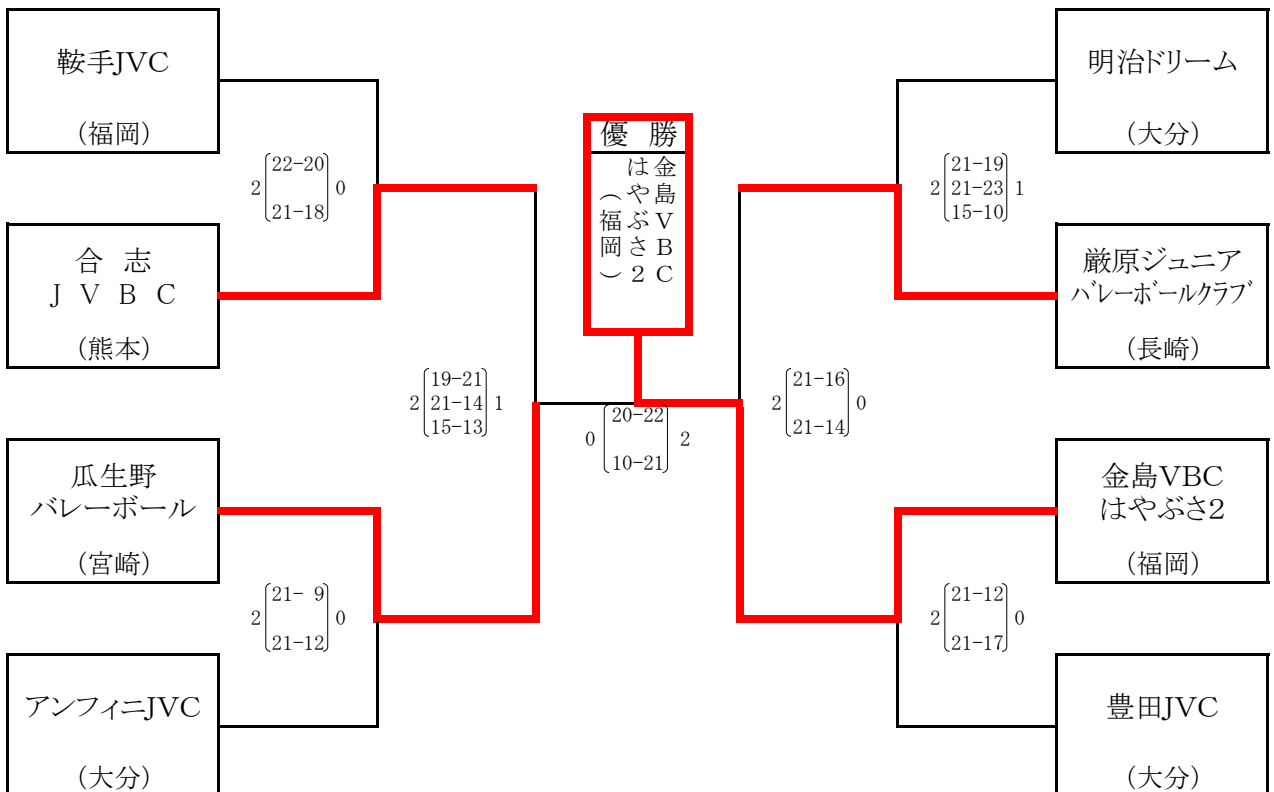 鞍手JVC
(福岡)
2 22-20 0
21-18
合 志
J V B C
(熊本)
19-21
2 21-14 1
15-13
瓜生野
バレーボール
(宮崎)
2 21- 9 0
21-12
アンフィニJVC
(大分)
優 勝
金島VBC
はやぶさ2
(福岡)
20-22
0 2
10-21
明治ドリーム
(大分)
21-19
2 21-23 1
15-10
厳原ジュニア
バレーボールクラブ
(長崎)
21-16
2 0
21-14
金島VBC
はやぶさ2
(福岡)
21-12
2 0
21-17
豊田JVC
(大分)